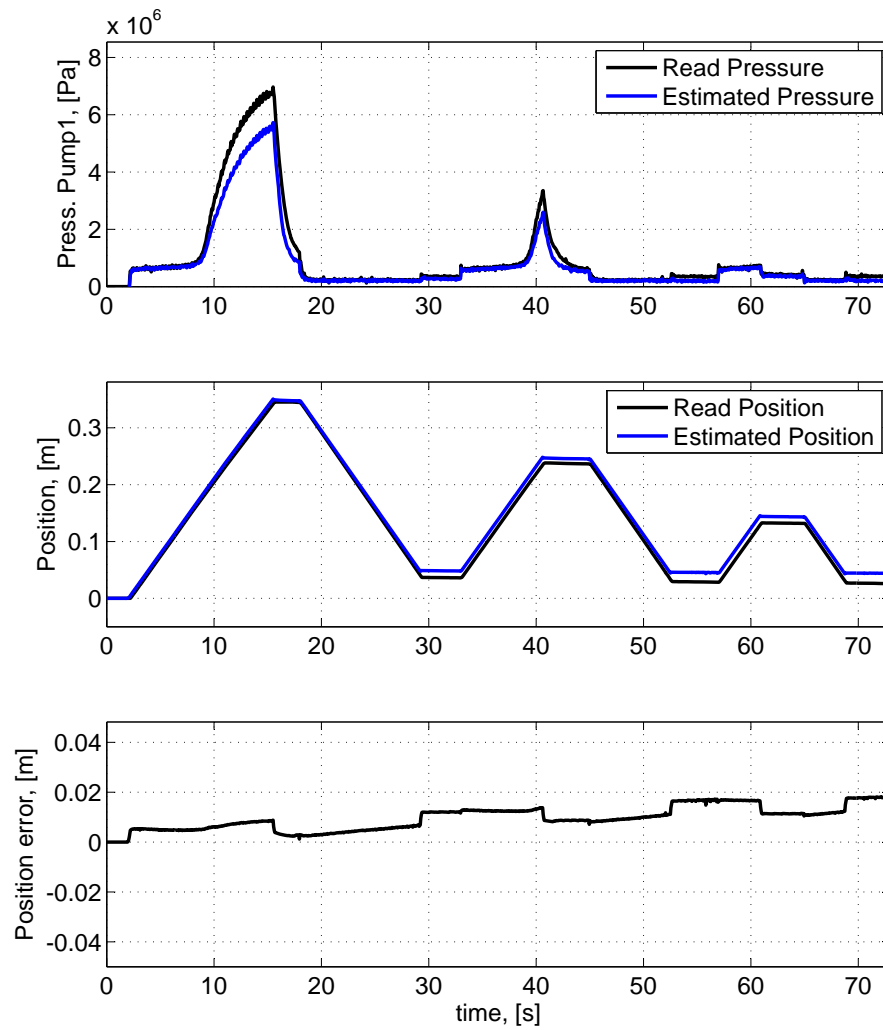 x 10⁶
8
6
4
2
0
Press. Pump1, [Pa]
Read Pressure
Estimated Pressure
0 10 20 30 40 50 60 70
0.3
0.2
0.1
0
Position, [m]
Read Position
Estimated Position
0 10 20 30 40 50 60 70
0.04
0.02
0
-0.02
-0.04
Position error, [m]
0 10 20 30 40 50 60 70
time, [s]